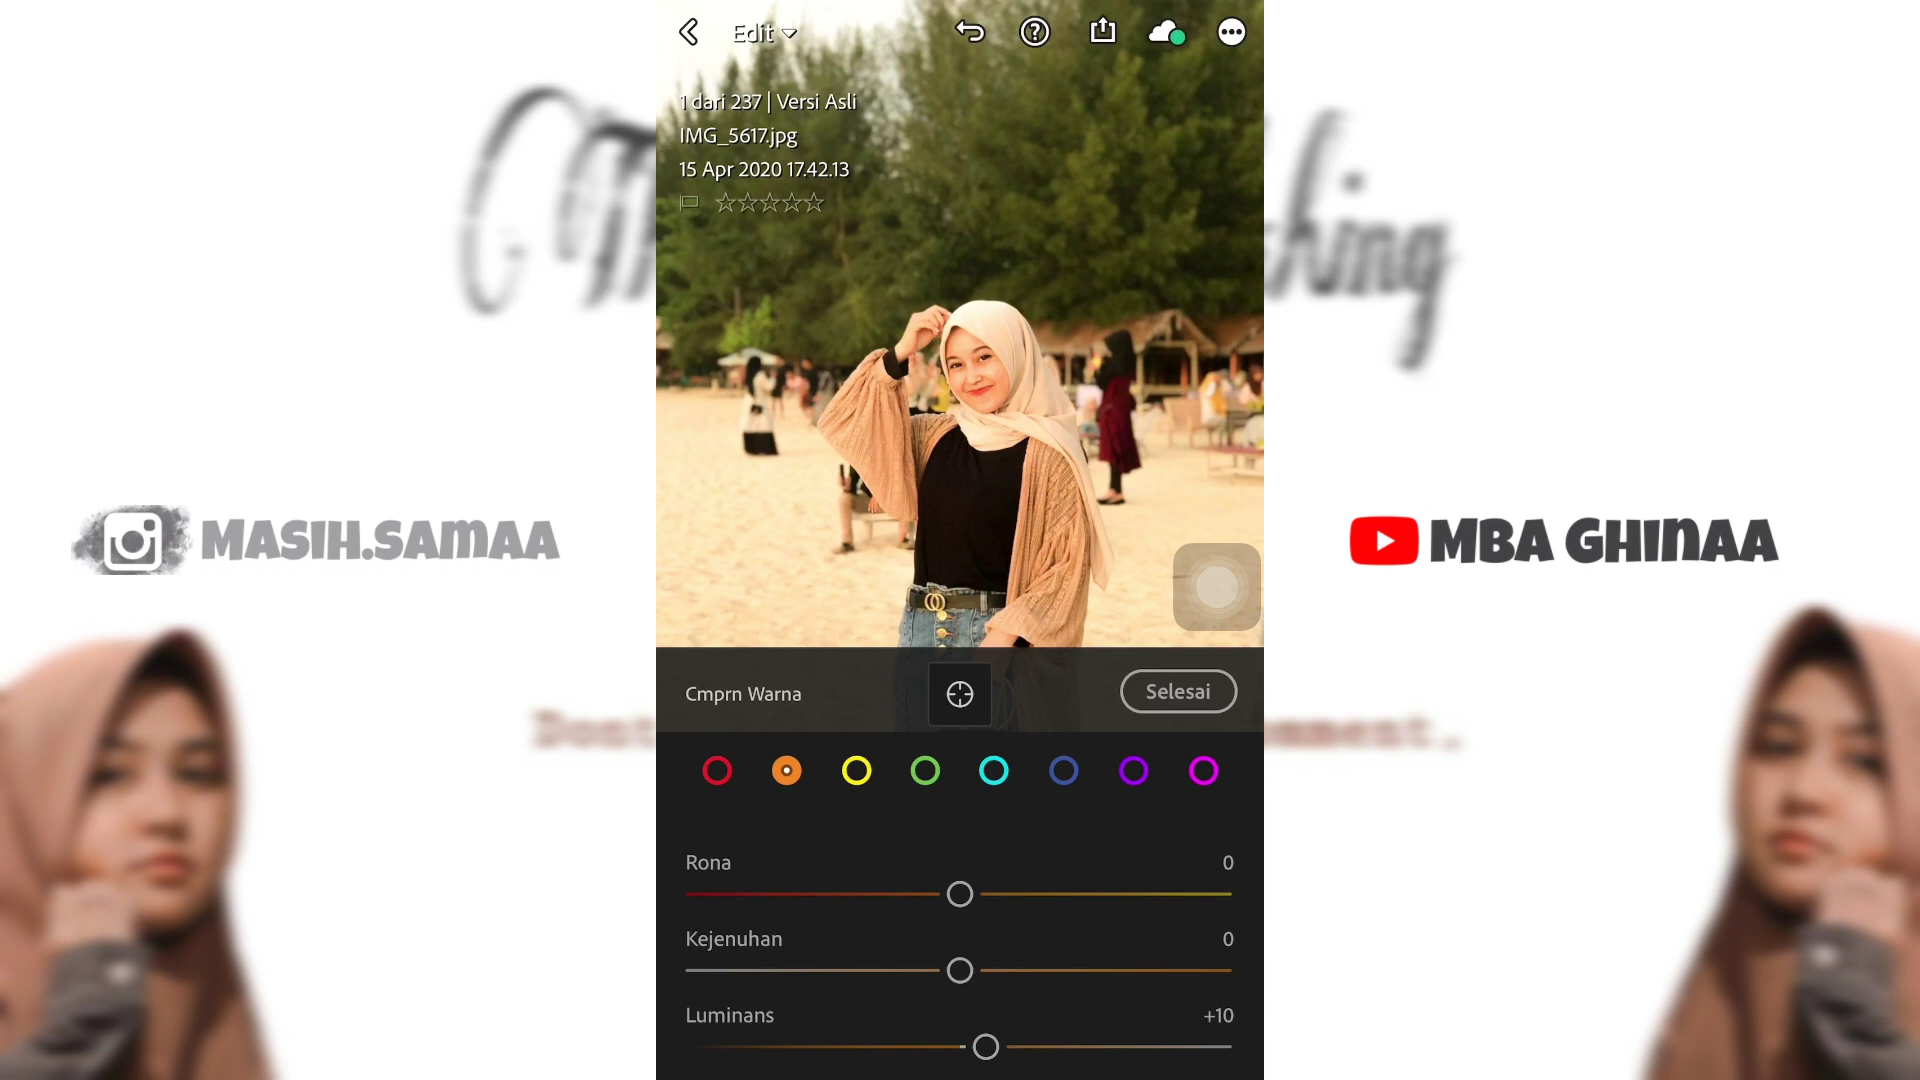 Edit
1 dari 237 | Versi Asli
IMG_5617.jpg
15 Apr 2020 17.42.13
MASIH.SAMAA
MBA GHINAA
Cmprn Warna
Selesai
Rona 0
Kejenuhan 0
Luminans +10